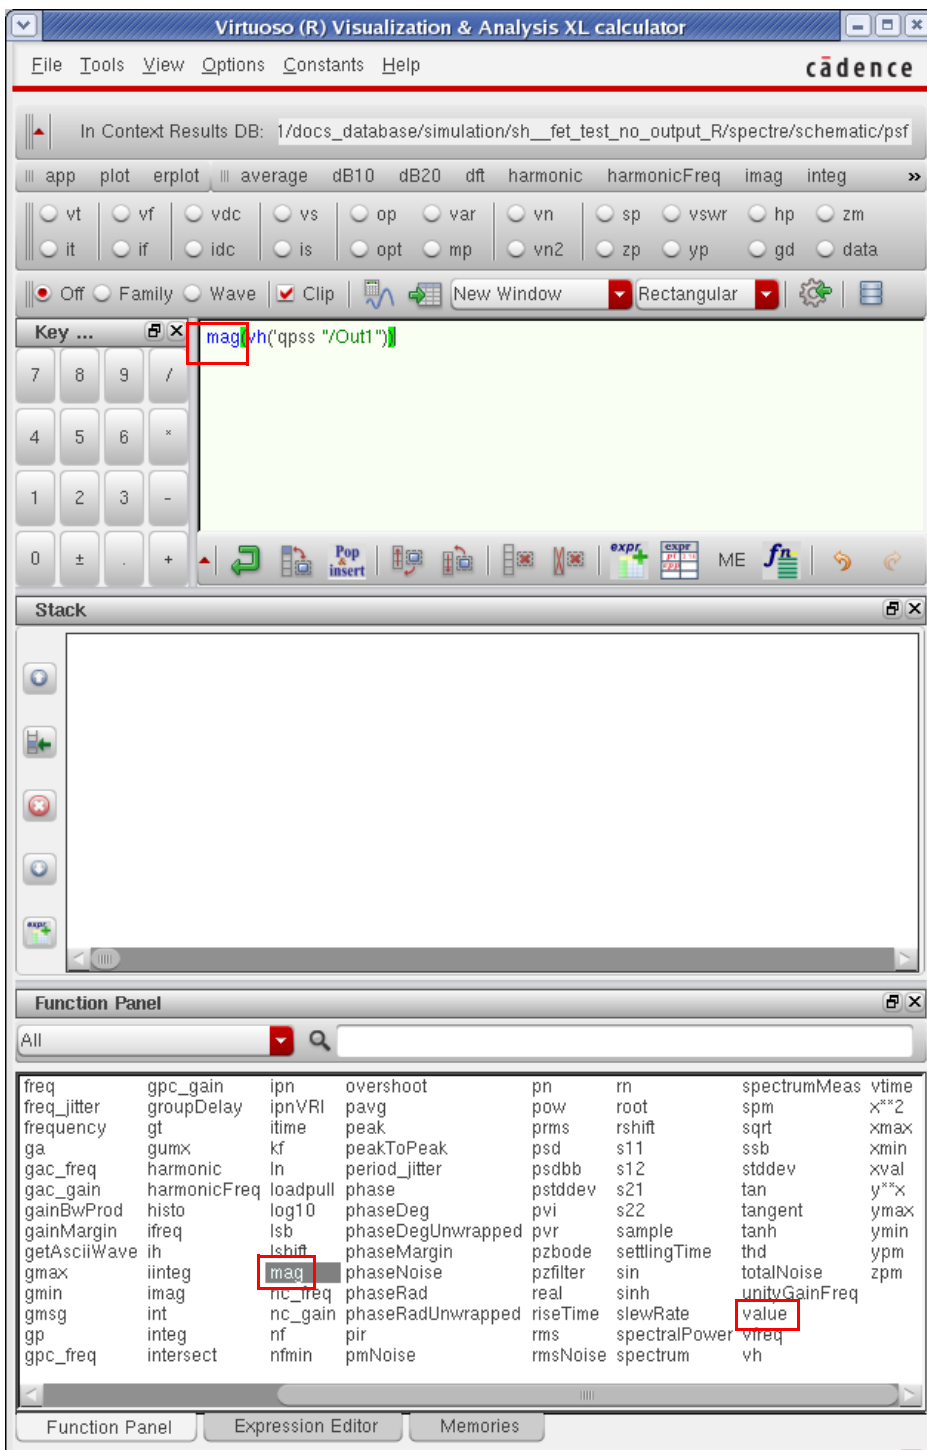 Virtuoso (R) Visualization & Analysis XL calculator
File Tools View Options Constants Help cādence
In Context Results DB: 1/docs_database/simulation/sh__fet_test_no_output_R/spectre/schematic/psf
app plot erplot average dB10 dB20 dft harmonic harmonicFreq imag integ »
vt vf vdc vs op var vn sp vswr hp zm
it if idc is opt mp vn2 zp yp gd data
Off Family Wave Clip New Window Rectangular
Key ...
mag(vh('qpss "/Out1"))
7 8 9 /
4 5 6 *
1 2 3 -
0 ± . +
Pop & insert expr expr ME fn
Stack
expr
Function Panel
All
freq gpc_gain ipn overshoot pn rn spectrumMeas vtime
freq_jitter groupDelay ipnVRI pavg pow root spm x**2
frequency gt itime peak prms rshift sqrt xmax
ga gumx kf peakToPeak psd s11 ssb xmin
gac_freq harmonic ln period_jitter psdbb s12 stddev xval
gac_gain harmonicFreq loadpull phase pstddev s21 tan y**x
gainBwProd histo log10 phaseDeg pvi s22 tangent ymax
gainMargin ifreq lsb phaseDegUnwrapped pvr sample tanh ymin
getAsciiWave ih lshift phaseMargin pzbode settlingTime thd ypm
gmax iinteg mag phaseNoise pzfilter sin totalNoise zpm
gmin imag nc_freq phaseRad real sinh unityGainFreq
gmsg int nc_gain phaseRadUnwrapped riseTime slewRate value
gp integ nf pir rms spectralPower vfreq
gpc_freq intersect nfmin pmNoise rmsNoise spectrum vh
Function Panel Expression Editor Memories